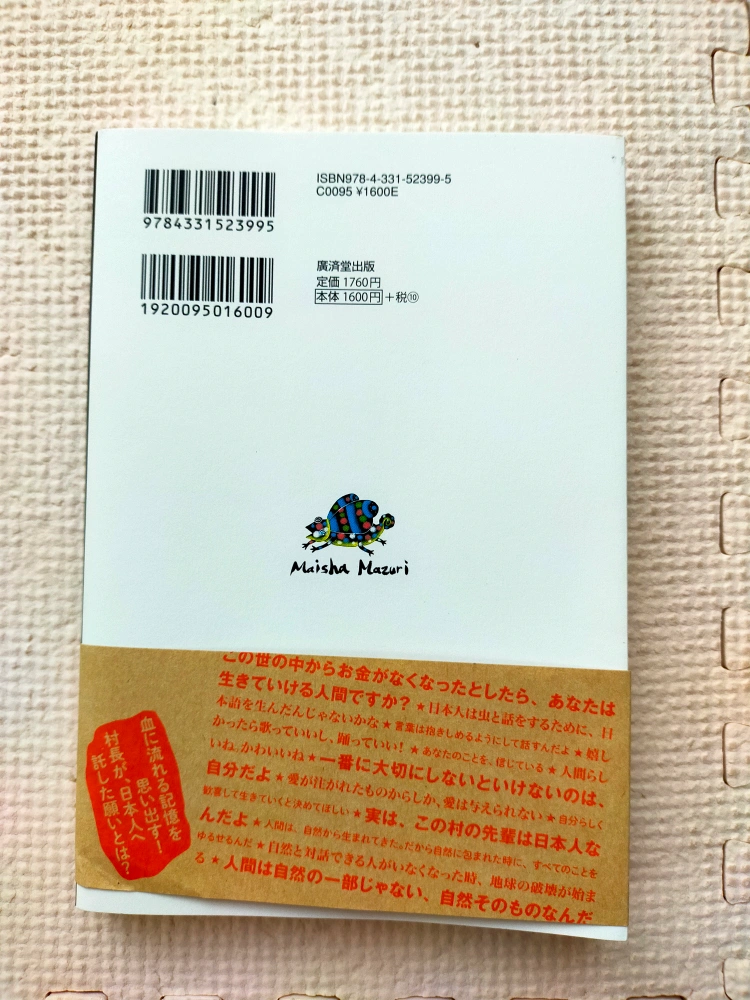 9784331523995
ISBN978-4-331-52399-5
C0095 ¥1600E
1920095016009
廣済堂出版
定価 1760円
本体 1600円 +税⑩
Maisha Mazuri
この世の中からお金がなくなったとしたら、あなたは
生きていける人間ですか？★日本人は虫と話をするために、日
本語を生んだんじゃないかな★言葉は抱きしめるようにして話すんだよ★嬉し
かったら歌っていいし、踊っていい！★あなたのことを、信じている★人間らし
いね。かわいいね★一番に大切にしないといけないのは、
自分だよ★愛が注がれたものからしか、愛は与えられない★自分らしく
歓喜して生きていくと決めてほしい★実は、この村の先輩は日本人な
んだよ★人間は、自然から生まれてきた。だから自然に包まれた時に、すべてのことを
ゆるせるんだ★自然と対話できる人がいなくなった時、地球の破壊が始ま
る★人間は自然の一部じゃない、自然そのものなんだ
血に流れる記憶を
思い出す！
村長が、日本人へ
託した願いとは？